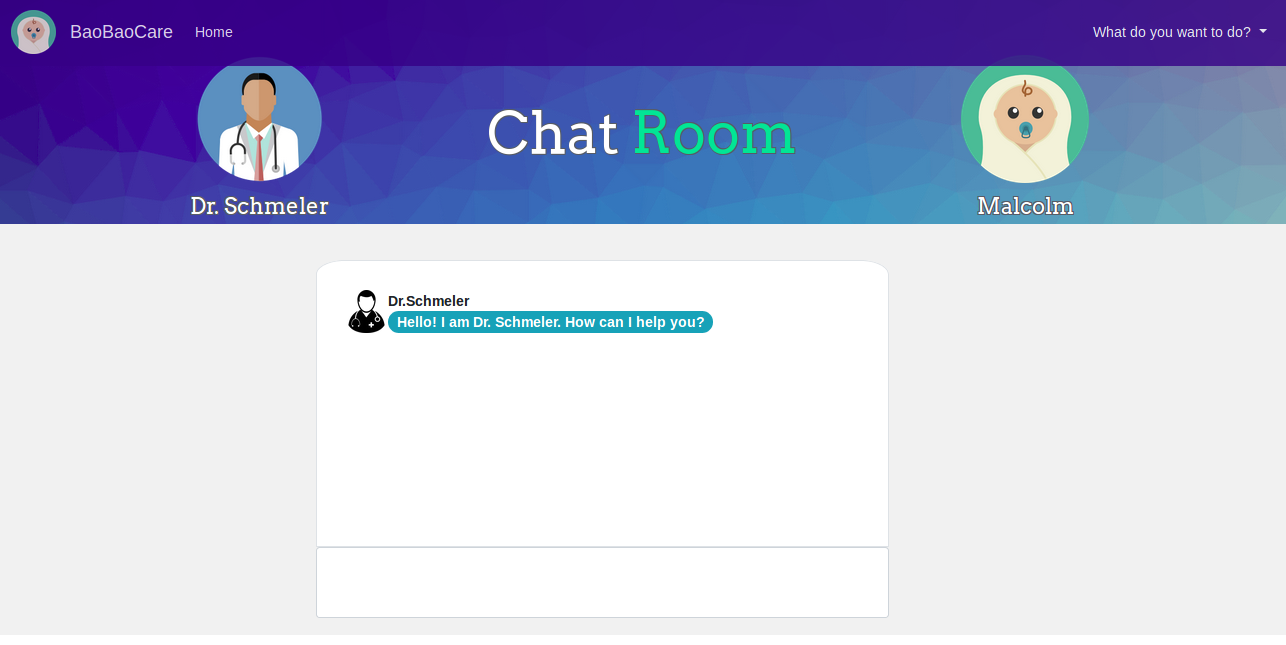 BaoBaoCare Home What do you want to do?
Chat Room
Dr. Schmeler Malcolm
Dr.Schmeler
Hello! I am Dr. Schmeler. How can I help you?